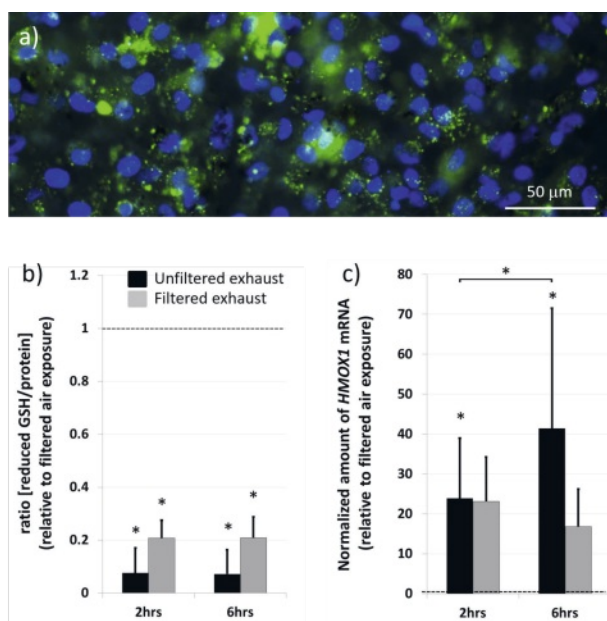 a)
50 µm
b)
Unfiltered exhaust
Filtered exhaust
ratio [reduced GSH/protein]
(relative to filtered air exposure)
1.2
1
0.8
0.6
0.4
0.2
0
* * * *
2hrs 6hrs
c)
Normalized amount of HMOX1 mRNA
(relative to filtered air exposure)
80
70
60
50
40
30
20
10
0
*
* *
2hrs 6hrs